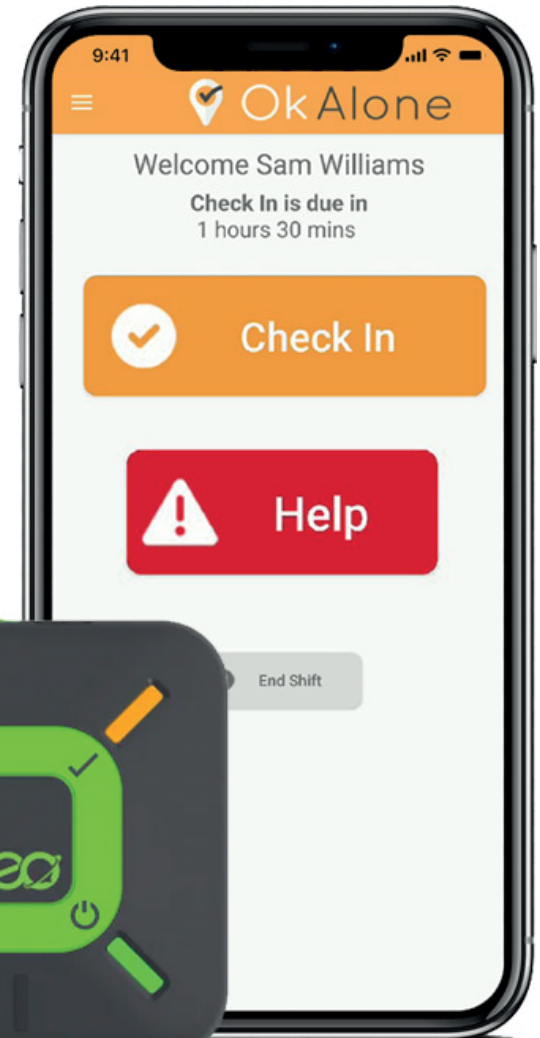 9:41
OkAlone
Welcome Sam Williams
Check In is due in
1 hours 30 mins
Check In
Help
End Shift